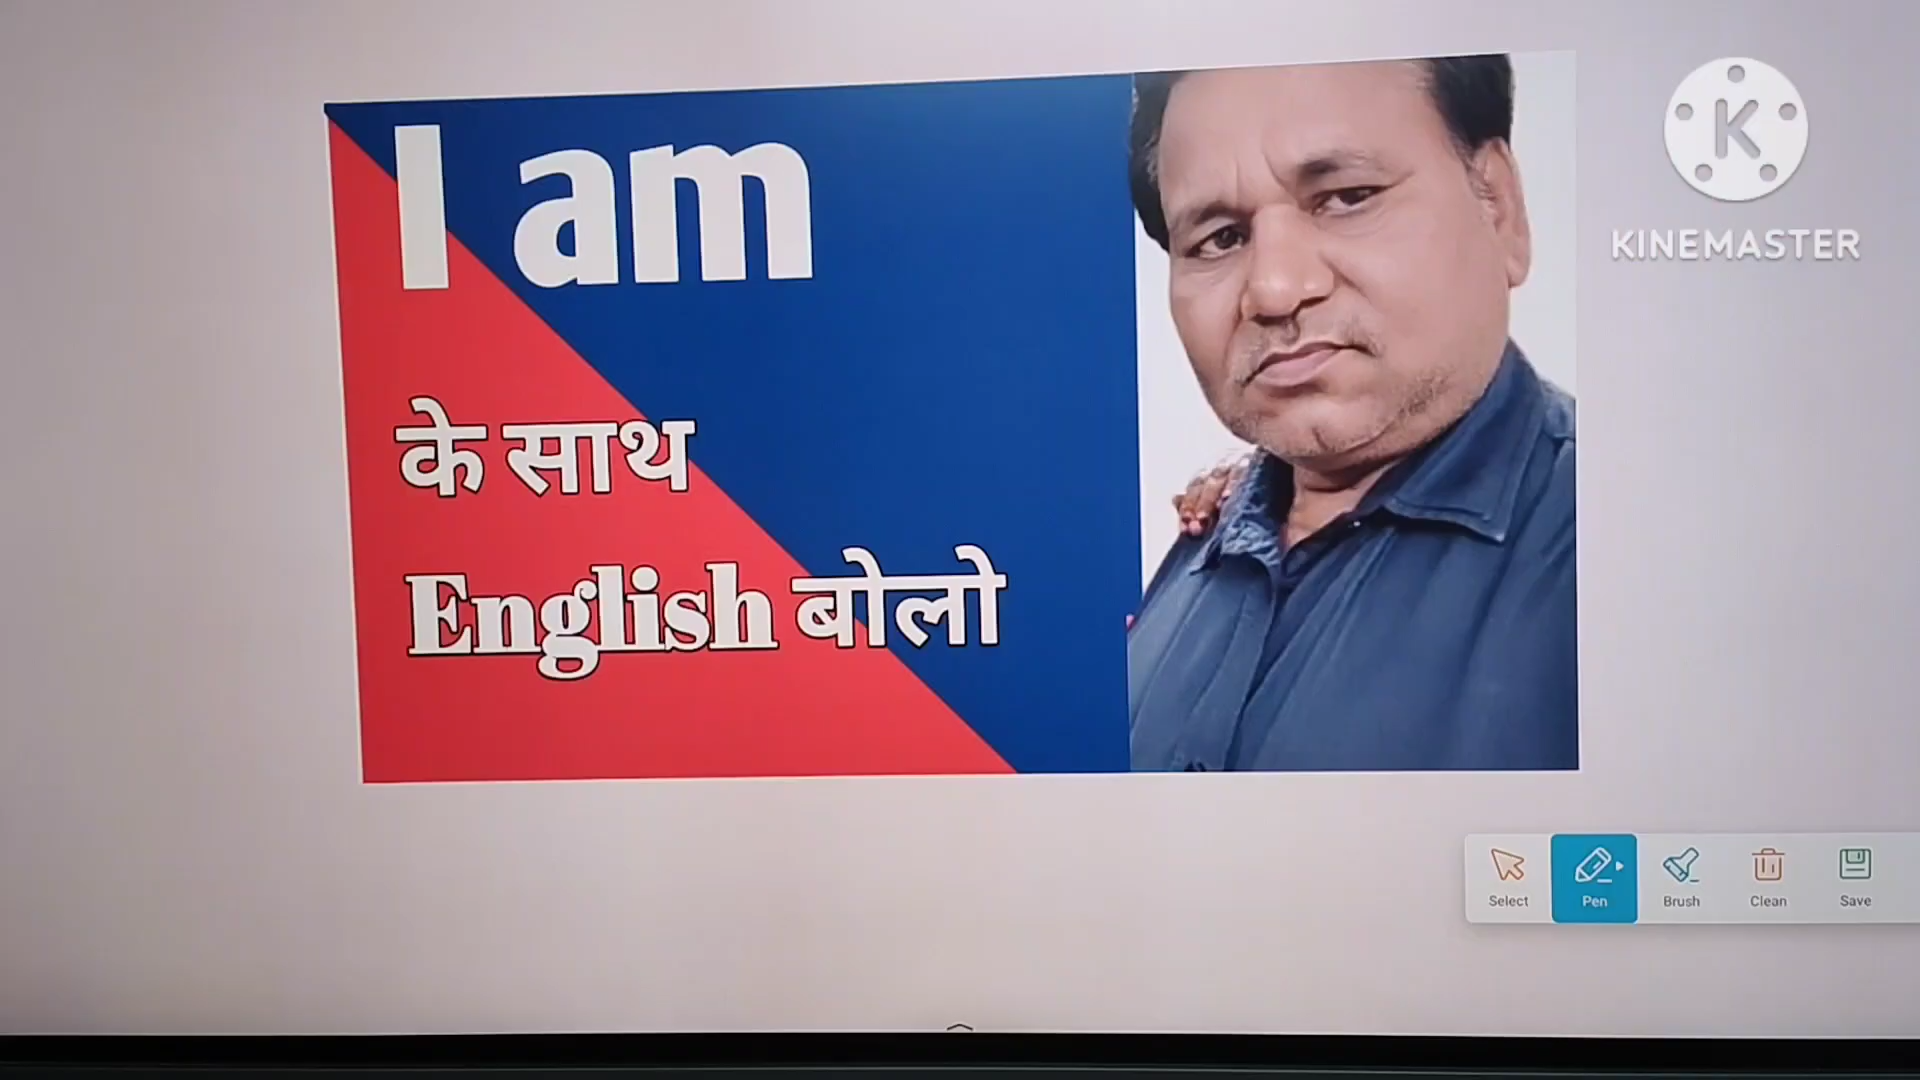 I am
के साथ
English बोलो
K
KINEMASTER
Select
Pen
Brush
Clean
Save